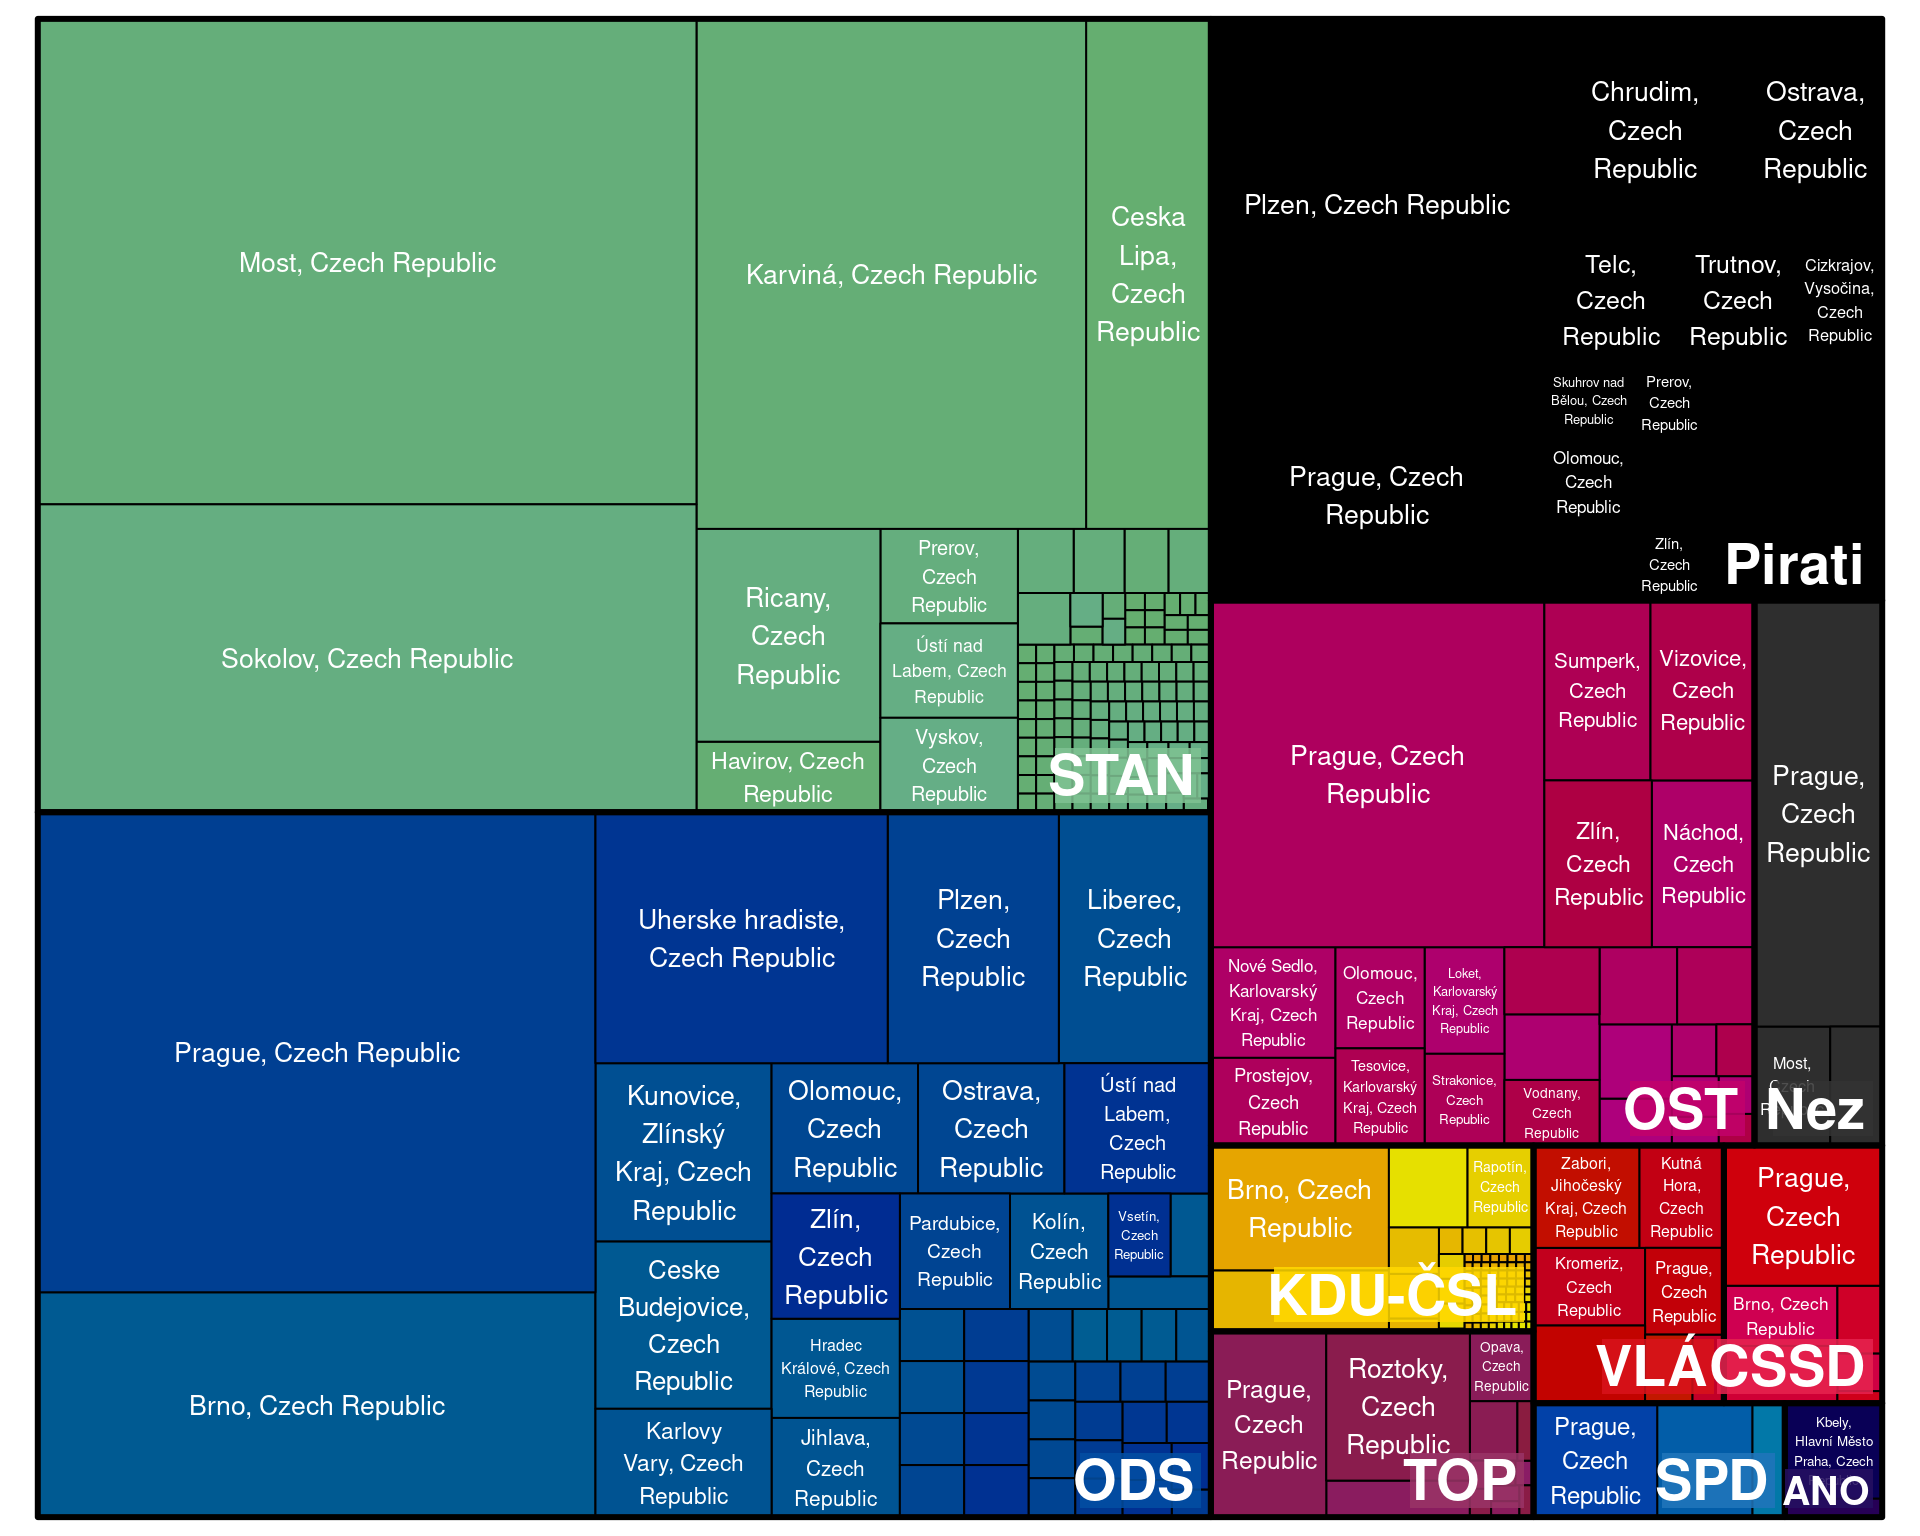 Most, Czech Republic
Karviná, Czech Republic
Ceska
Lipa,
Czech
Republic
Sokolov, Czech Republic
Ricany,
Czech
Republic
Havirov, Czech
Republic
Prerov,
Czech
Republic
Ústí nad
Labem, Czech
Republic
Vyskov,
Czech
Republic
STAN
Plzen, Czech Republic
Prague, Czech
Republic
Chrudim,
Czech
Republic
Ostrava,
Czech
Republic
Telc,
Czech
Republic
Trutnov,
Czech
Republic
Cizkrajov,
Vysočina,
Czech
Republic
Skuhrov nad
Bělou, Czech
Republic
Prerov,
Czech
Republic
Olomouc,
Czech
Republic
Zlín,
Czech
Republic
Pirati
Prague, Czech Republic
Brno, Czech Republic
Uherske hradiste,
Czech Republic
Plzen,
Czech
Republic
Liberec,
Czech
Republic
Kunovice,
Zlínský
Kraj, Czech
Republic
Ceske
Budejovice,
Czech
Republic
Karlovy
Vary, Czech
Republic
Olomouc,
Czech
Republic
Ostrava,
Czech
Republic
Ústí nad
Labem,
Czech
Republic
Zlín,
Czech
Republic
Hradec
Králové, Czech
Republic
Jihlava,
Czech
Republic
Pardubice,
Czech
Republic
Kolín,
Czech
Republic
Vsetín,
Czech
Republic
ODS
Prague, Czech
Republic
Sumperk,
Czech
Republic
Vizovice,
Czech
Republic
Zlín,
Czech
Republic
Náchod,
Czech
Republic
Nové Sedlo,
Karlovarský
Kraj, Czech
Republic
Prostejov,
Czech
Republic
Olomouc,
Czech
Republic
Tesovice,
Karlovarský
Kraj, Czech
Republic
Loket,
Karlovarský
Kraj, Czech
Republic
Strakonice,
Czech
Republic
Vodnany,
Czech
Republic
OST
Prague,
Czech
Republic
Most,
Czech
Nez
Brno, Czech
Republic
Rapotín,
Czech
Republic
KDU-ČSL
Prague,
Czech
Republic
Roztoky,
Czech
Republic
Opava,
Czech
Republic
TOP
Zabori,
Jihočeský
Kraj, Czech
Republic
Kutná
Hora,
Czech
Republic
Kromeriz,
Czech
Republic
Prague,
Czech
Republic
VLÁ
Prague,
Czech
Republic
Brno, Czech
Republic
CSSD
Prague,
Czech
Republic
SPD
Kbely,
Hlavní Město
Praha, Czech
ANO